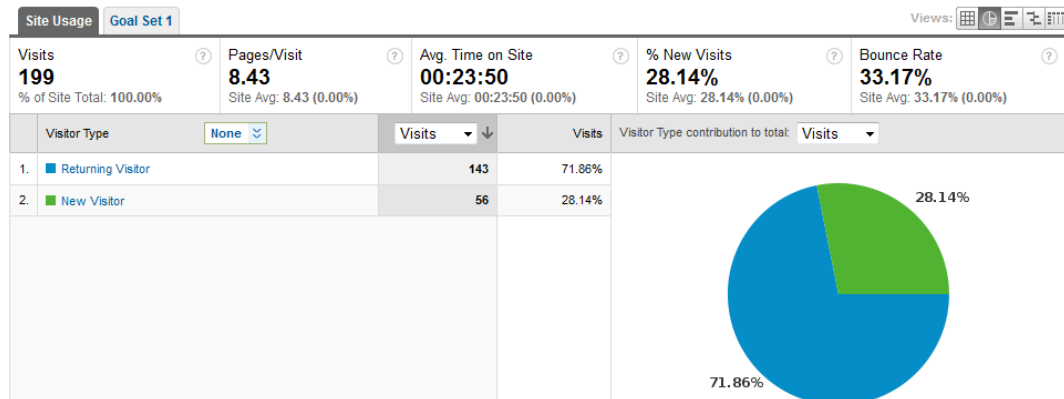 Site Usage Goal Set 1 Views:
Visits Pages/Visit Avg. Time on Site % New Visits Bounce Rate
199 8.43 00:23:50 28.14% 33.17%
% of Site Total: 100.00% Site Avg: 8.43 (0.00%) Site Avg: 00:23:50 (0.00%) Site Avg: 28.14% (0.00%) Site Avg: 33.17% (0.00%)
Visitor Type None Visits Visits Visitor Type contribution to total: Visits
1. Returning Visitor 143 71.86%
2. New Visitor 56 28.14%
28.14%
71.86%